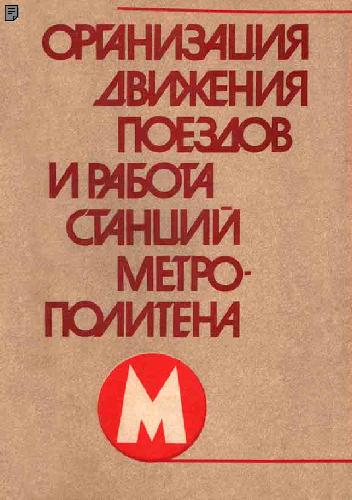 ОРГАНИЗАЦИЯ
ДВИЖЕНИЯ
ПОЕЗДОВ
И РАБОТА
СТАНЦИЙ
МЕТРО-
ПОЛИТЕНА
М